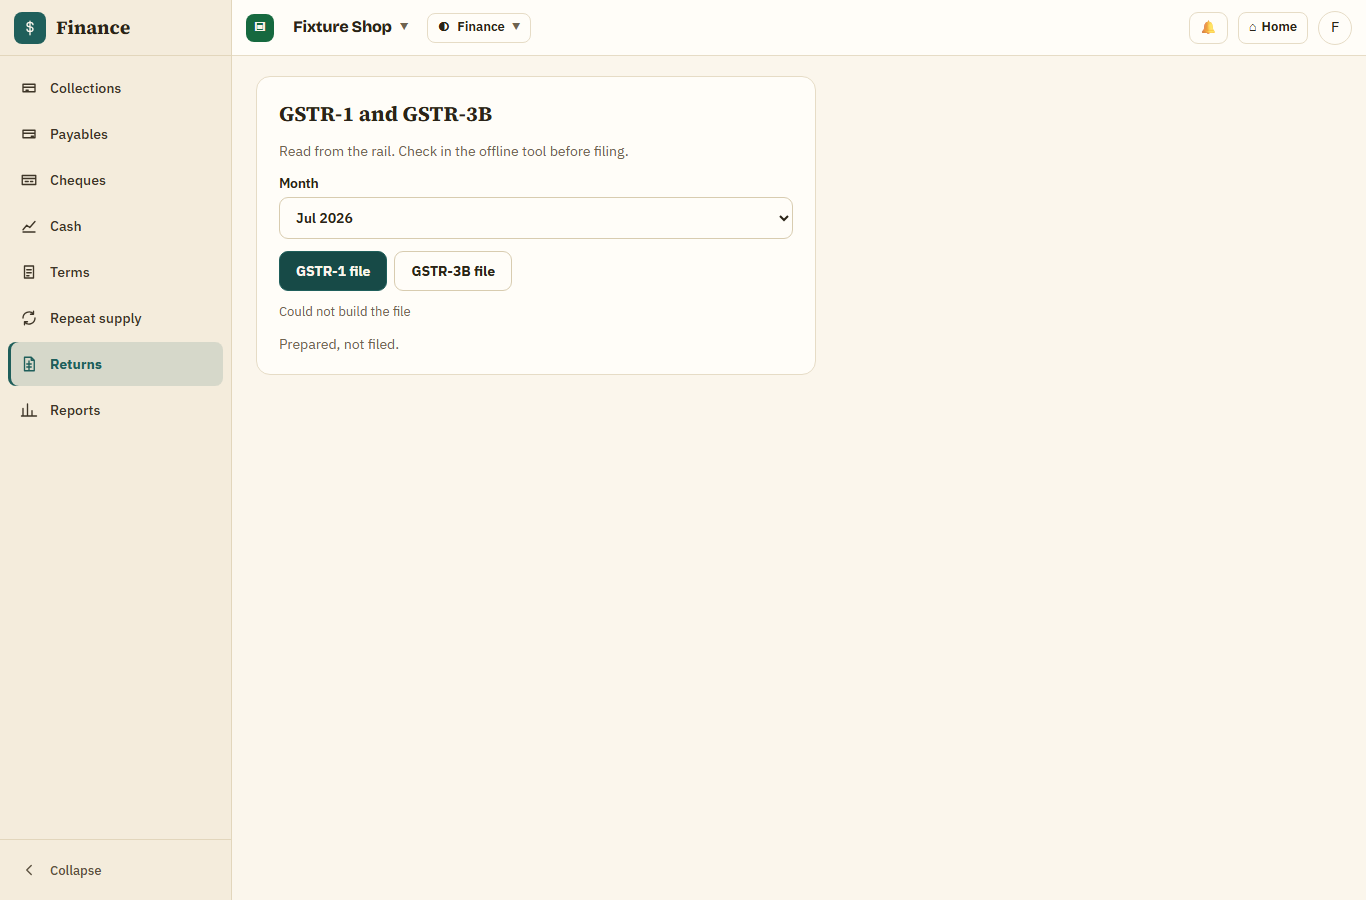 $ Finance
Fixture Shop ▼
Finance ▼
Home
F
Collections
Payables
Cheques
Cash
Terms
Repeat supply
Returns
Reports
Collapse
GSTR-1 and GSTR-3B
Read from the rail. Check in the offline tool before filing.
Month
Jul 2026
GSTR-1 file
GSTR-3B file
Could not build the file
Prepared, not filed.